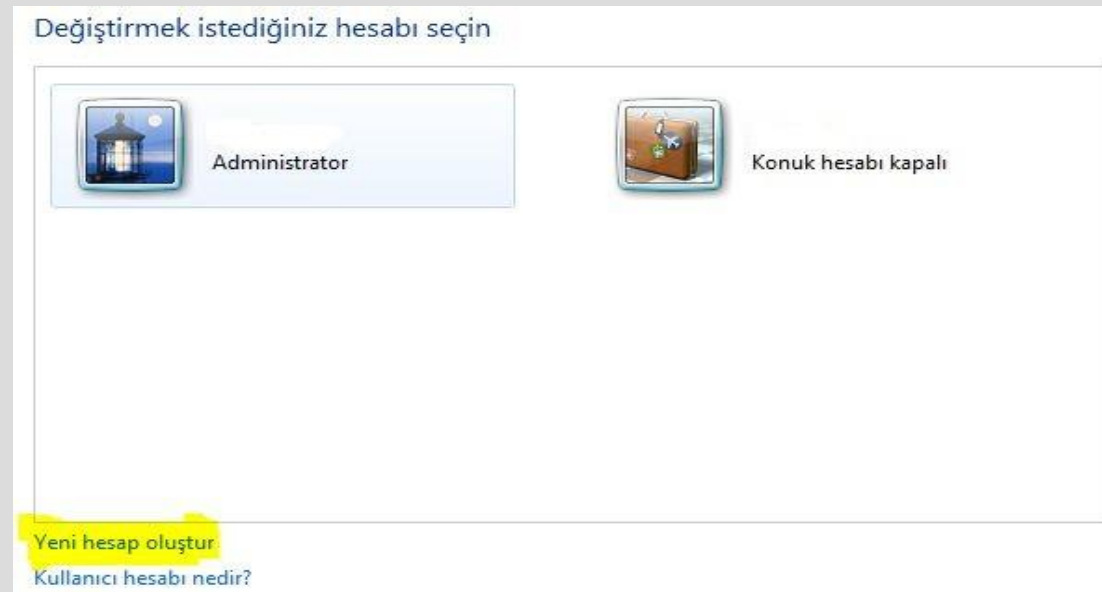 Değiştirmek istediğiniz hesabı seçin
Administrator
Konuk hesabı kapalı
Yeni hesap oluştur
Kullanıcı hesabı nedir?